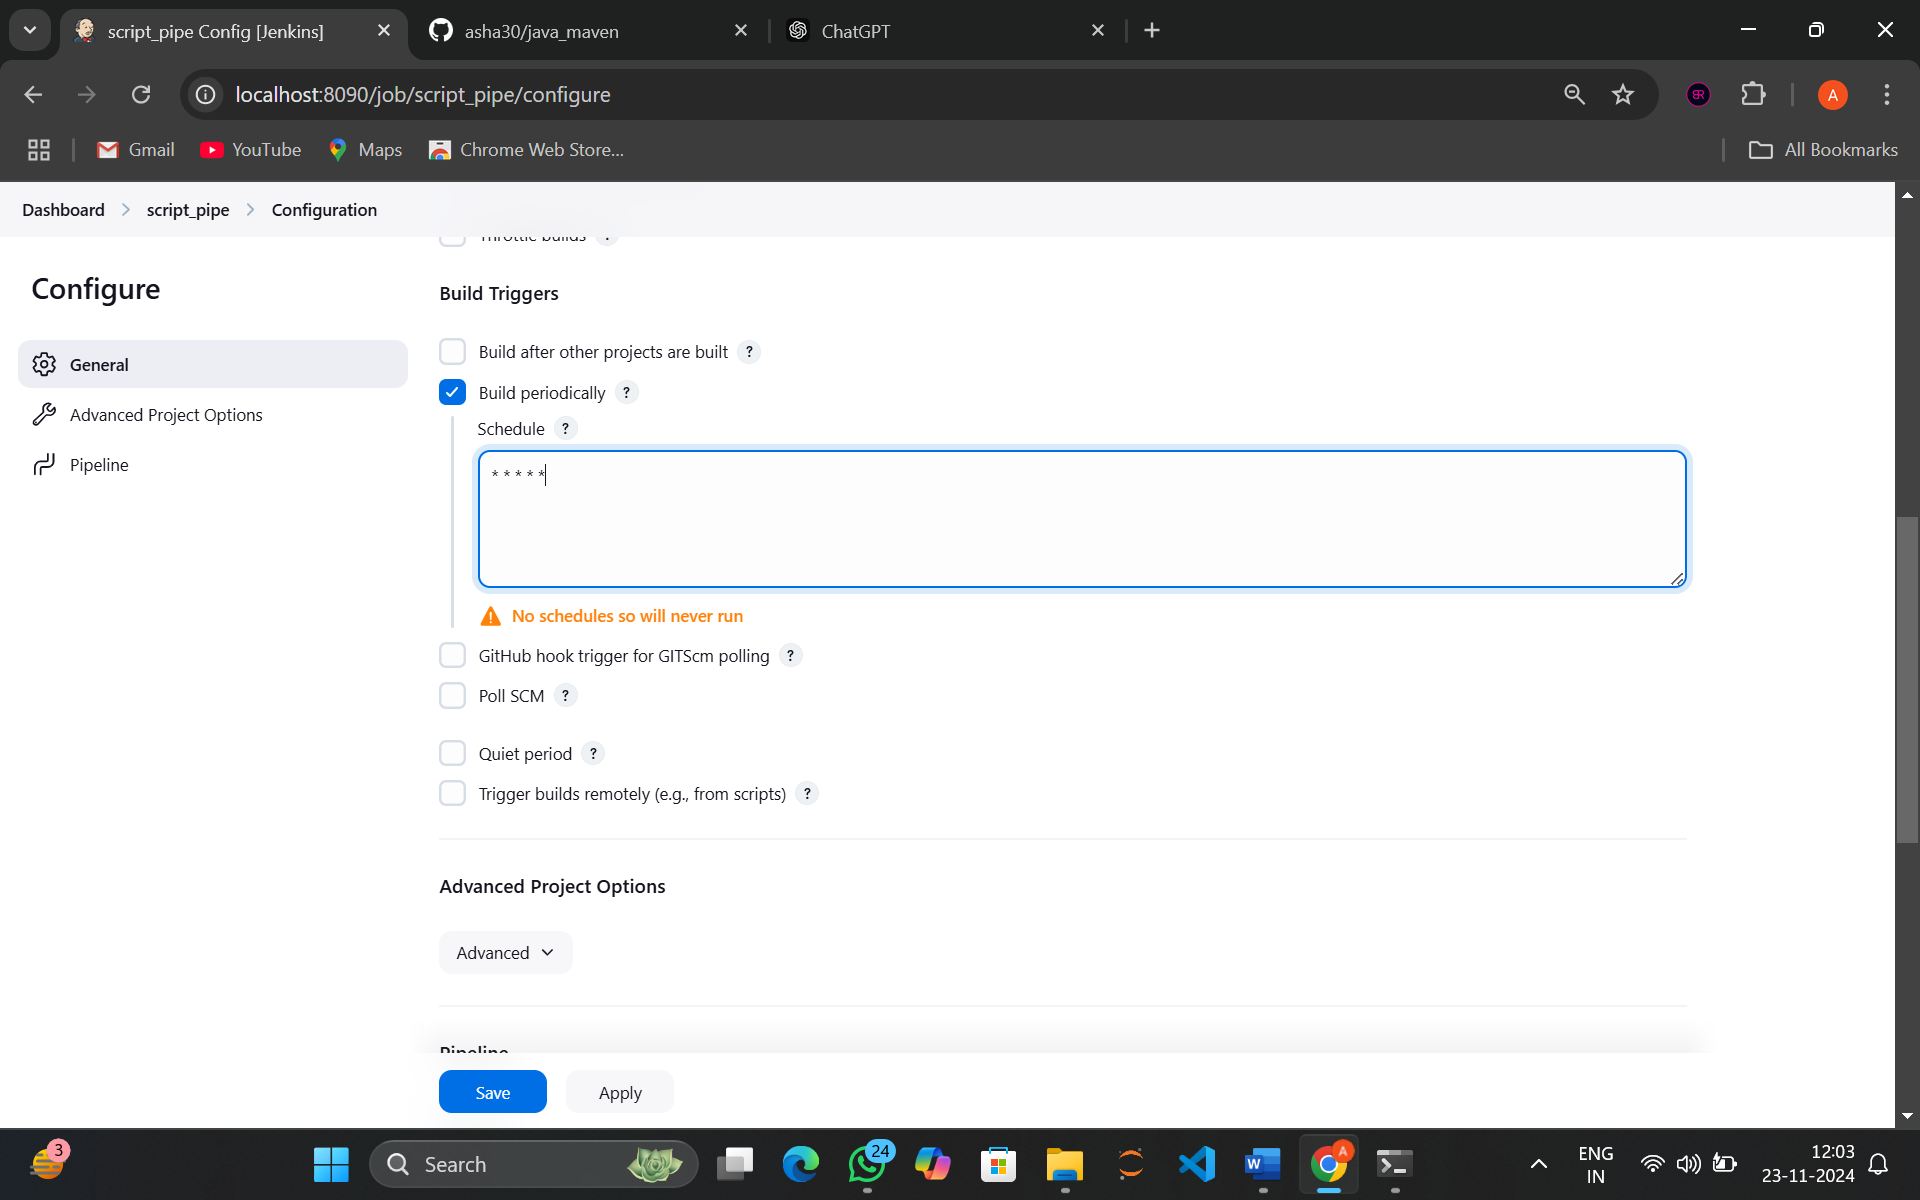 script_pipe Config [Jenkins]
asha30/java_maven
ChatGPT
localhost:8090/job/script_pipe/configure
A
Gmail
YouTube
Maps
Chrome Web Store...
All Bookmarks
Dashboard > script_pipe > Configuration
Throttle builds ?
Configure
General
Advanced Project Options
Pipeline
Build Triggers
Build after other projects are built ?
Build periodically ?
Schedule ?
* * * * *
No schedules so will never run
GitHub hook trigger for GITScm polling ?
Poll SCM ?
Quiet period ?
Trigger builds remotely (e.g., from scripts) ?
Advanced Project Options
Advanced
Pipeline
Save
Apply
3
Search
24
A
ENG
IN
12:03
23-11-2024